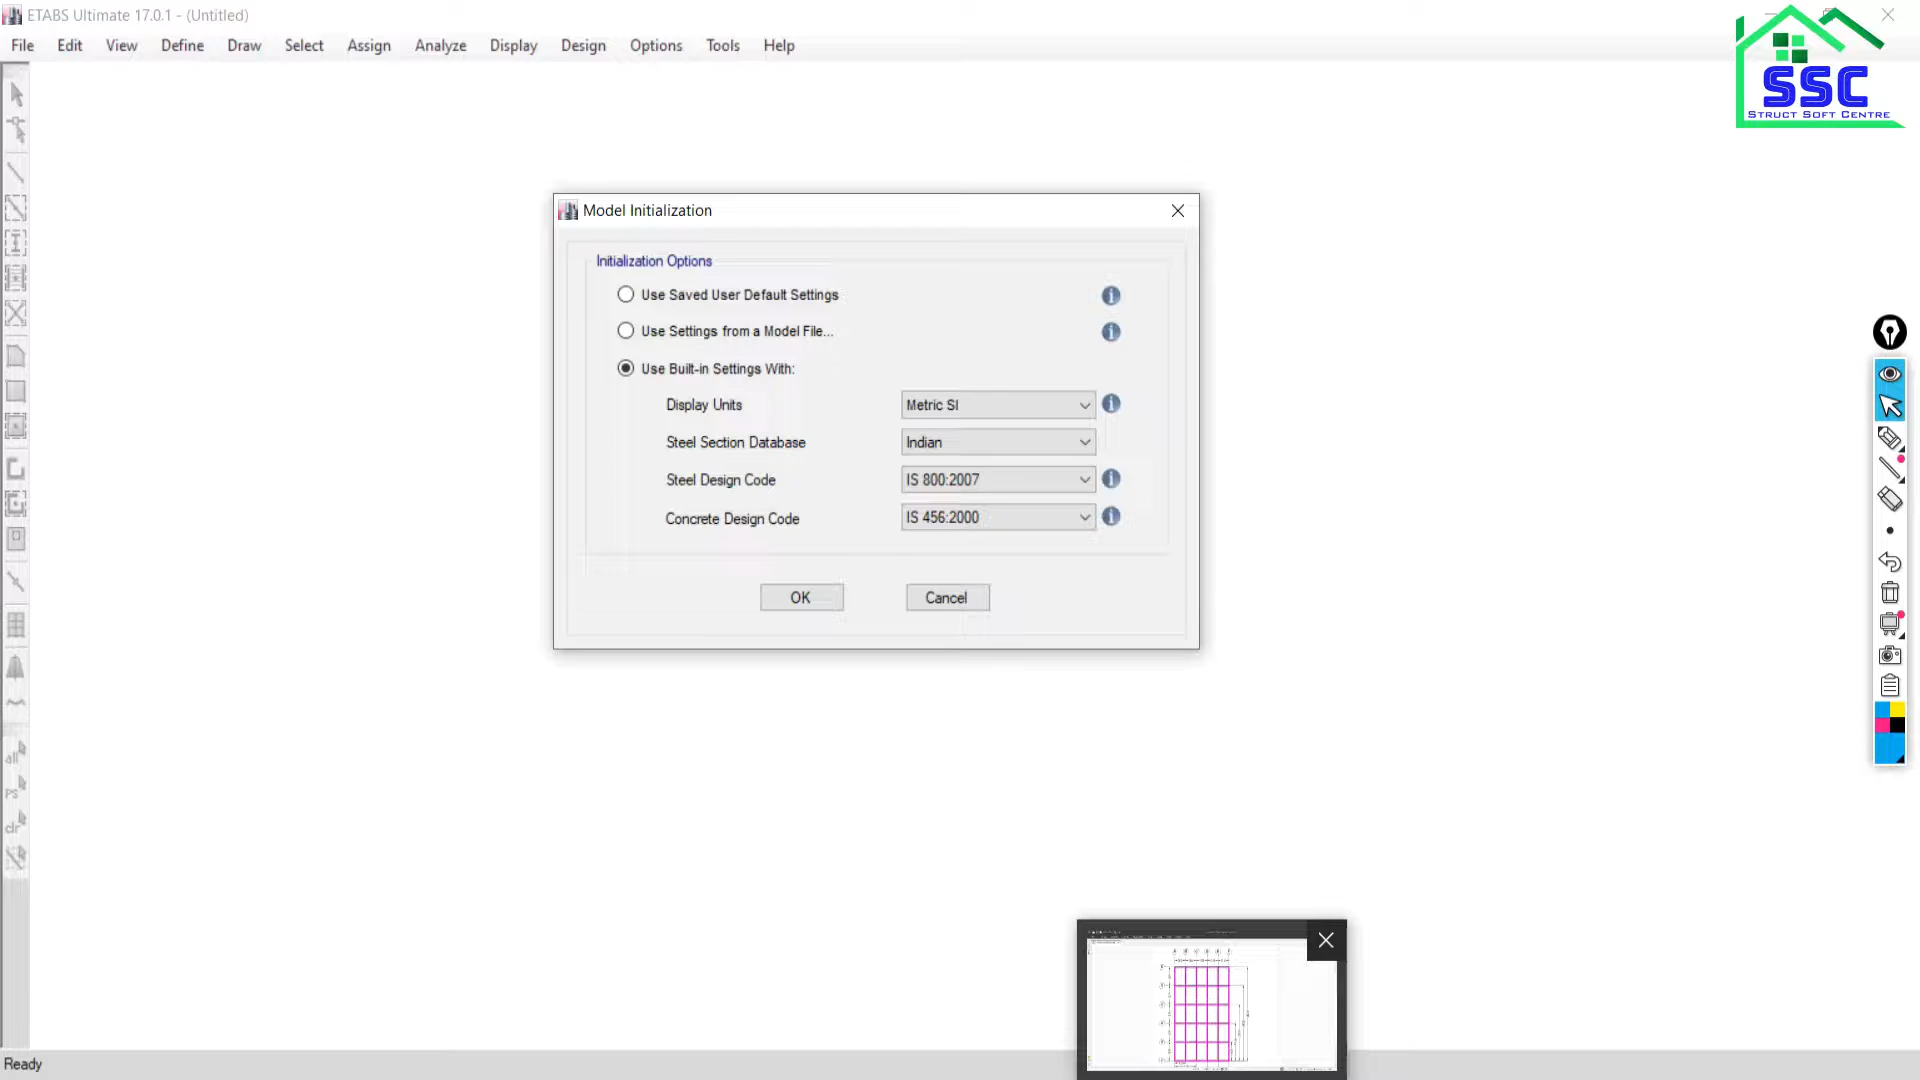 ETABS Ultimate 17.0.1 - (Untitled)
File Edit View Define Draw Select Assign Analyze Display Design Options Tools Help
SSC
STRUCT SOFT CENTRE
Model Initialization
Initialization Options
Use Saved User Default Settings
Use Settings from a Model File...
Use Built-in Settings With:
Display Units Metric SI
Steel Section Database Indian
Steel Design Code IS 800:2007
Concrete Design Code IS 456:2000
OK Cancel
all
ps
clr
Ready